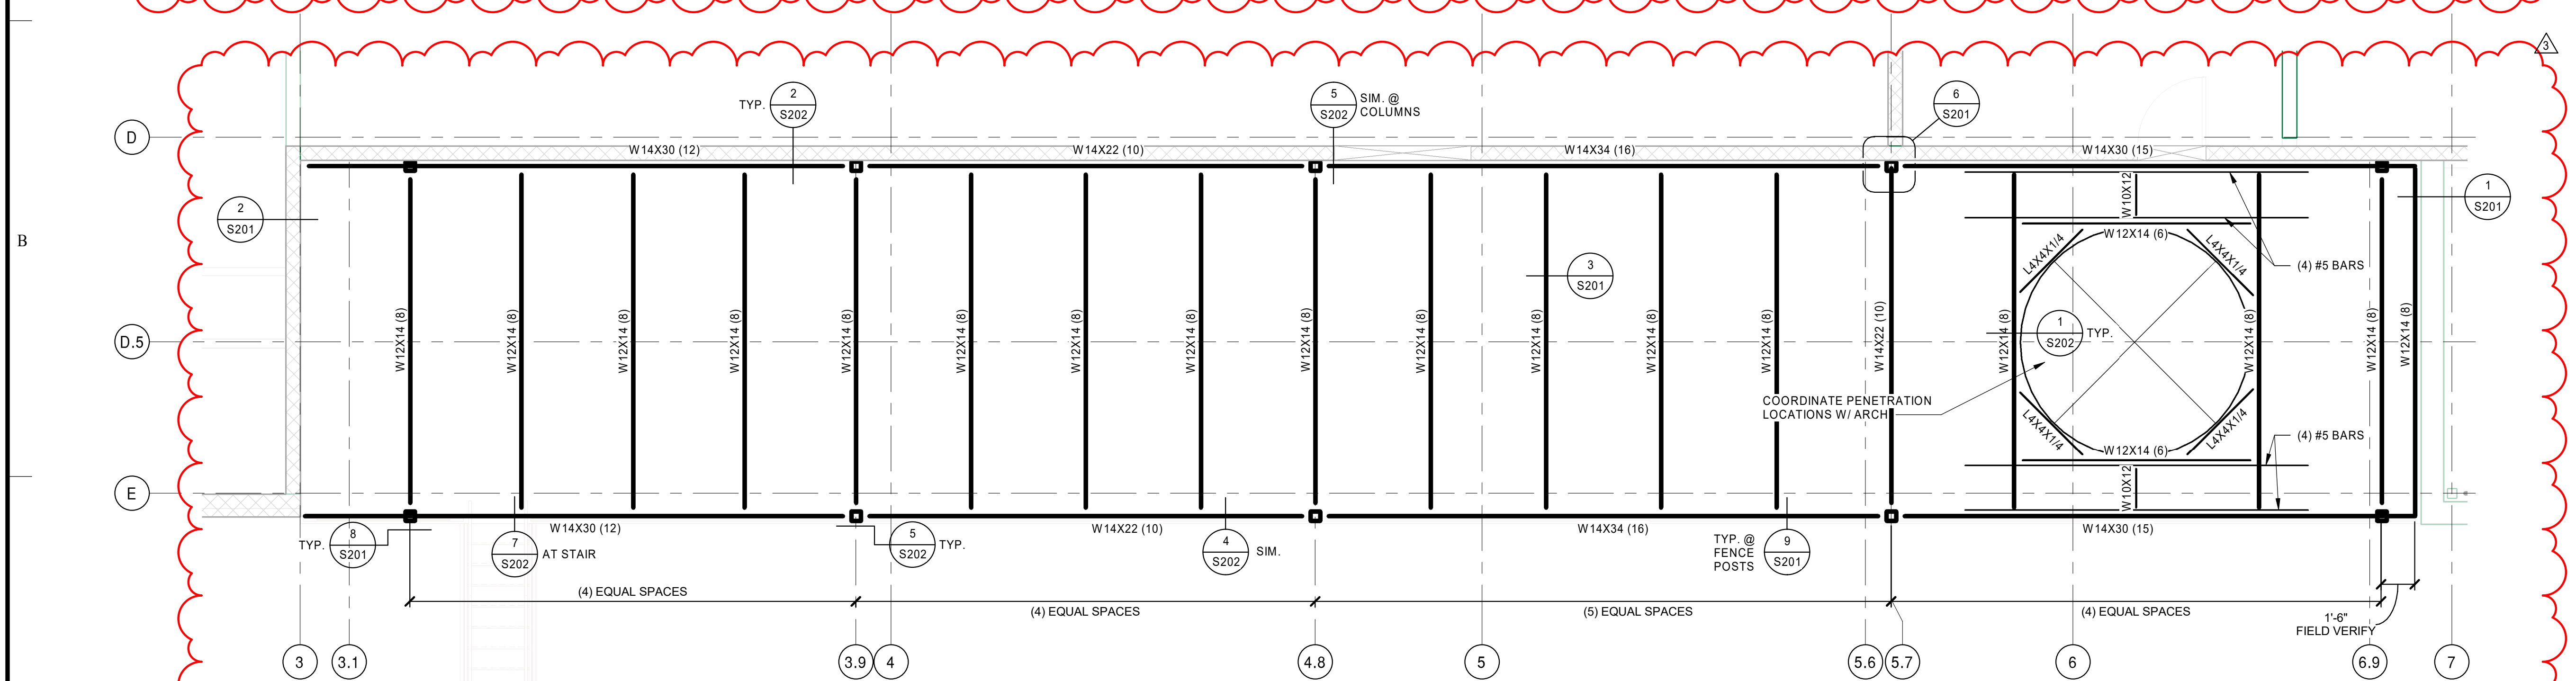 3
2
TYP.
S202
5
SIM. @
S202
COLUMNS
6
S201
D
W14X30 (12)
W14X22 (10)
W14X34 (16)
W14X30 (15)
2
S201
W10X12
1
S201
B
W12X14 (6)
L4X4X1/4
L4X4X1/4
3
S201
(4) #5 BARS
D.5
W12X14 (8)
W12X14 (8)
W12X14 (8)
W12X14 (8)
W12X14 (8)
W12X14 (8)
W12X14 (8)
W12X14 (8)
W12X14 (8)
W12X14 (8)
W12X14 (8)
W12X14 (8)
W12X14 (8)
W14X22 (10)
W12X14 (8)
1
S202
TYP.
W12X14 (8)
W12X14 (8)
W12X14 (8)
COORDINATE PENETRATION
LOCATIONS W/ ARCH
L4X4X1/4
L4X4X1/4
(4) #5 BARS
W12X14 (6)
W10X12
E
W14X30 (12)
W14X22 (10)
W14X34 (16)
W14X30 (15)
TYP.
8
S201
7
S202
AT STAIR
5
S202
TYP.
4
S202
SIM.
TYP. @
FENCE
POSTS
9
S201
(4) EQUAL SPACES
(4) EQUAL SPACES
(5) EQUAL SPACES
(4) EQUAL SPACES
1'-6"
FIELD VERIFY
3
3.1
3.9
4
4.8
5
5.6
5.7
6
6.9
7